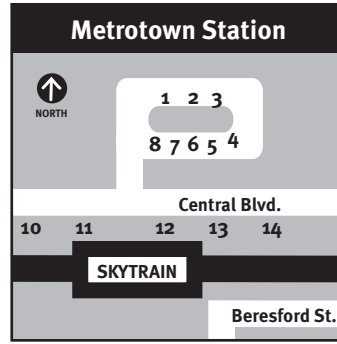 Metrotown Station
NORTH
1 2 3
8 7 6 5 4
Central Blvd.
10 11 12 13 14
SKYTRAIN
Beresford St.